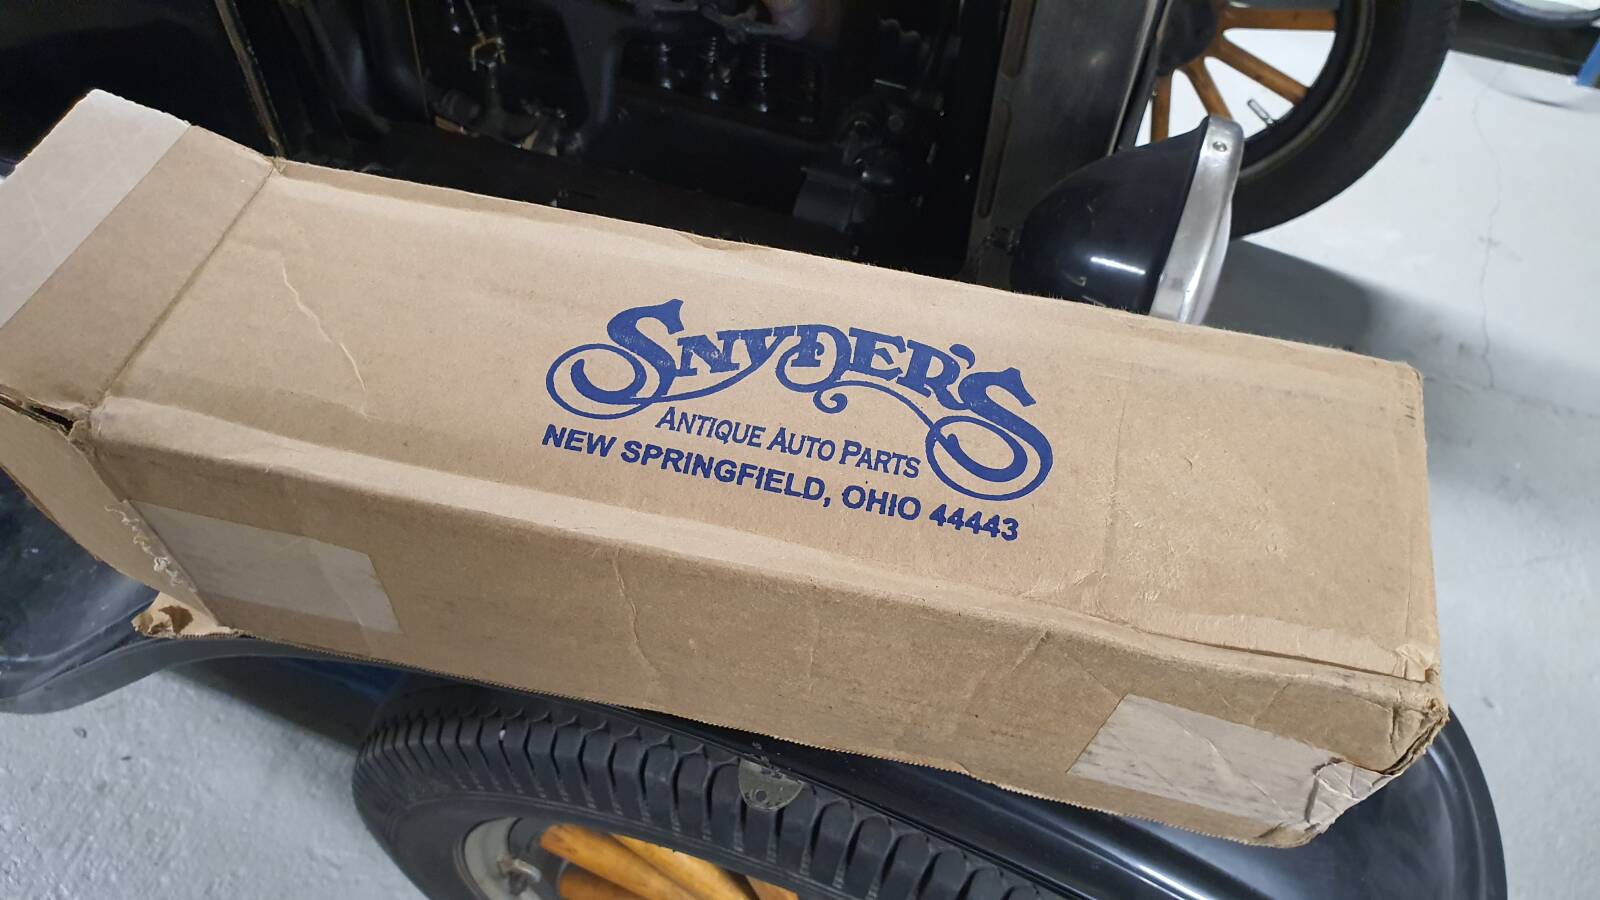 SNYDER'S
ANTIQUE AUTO PARTS
NEW SPRINGFIELD, OHIO 44443